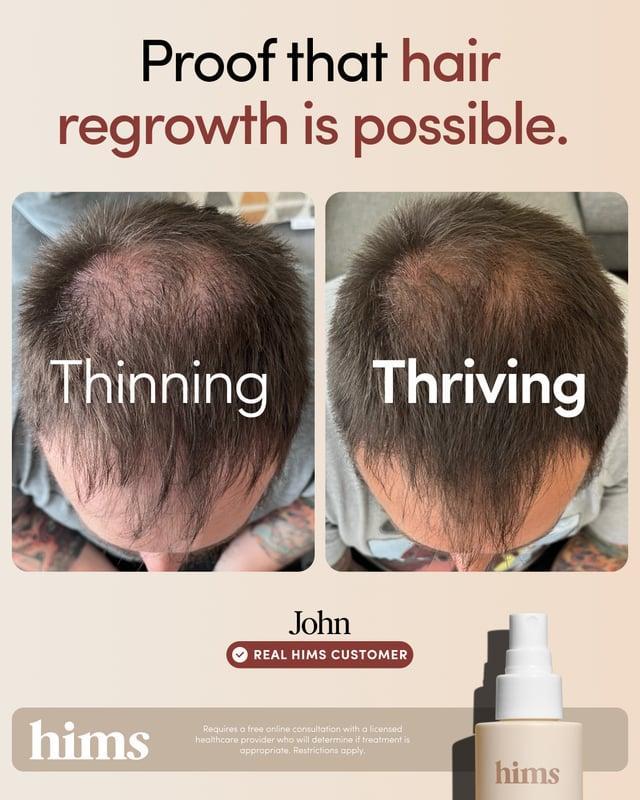 Proof that hair
regrowth is possible.
Thinning
Thriving
John
REAL HIMS CUSTOMER
hims
Requires a free online consultation with a licensed
healthcare provider who will determine if treatment is
appropriate. Restrictions apply.
hims